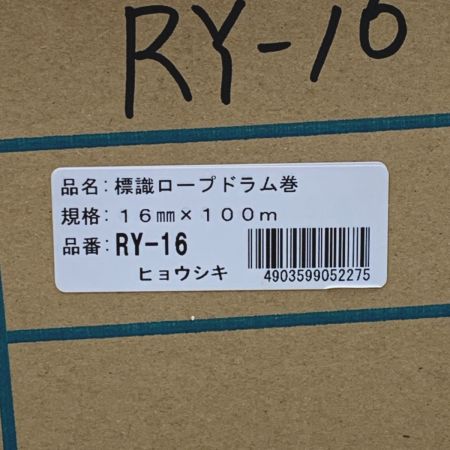 RY-16
品名: 標識ロープドラム巻
規格: 16㎜×100m
品番: RY-16
ヒョウシキ
4903599052275